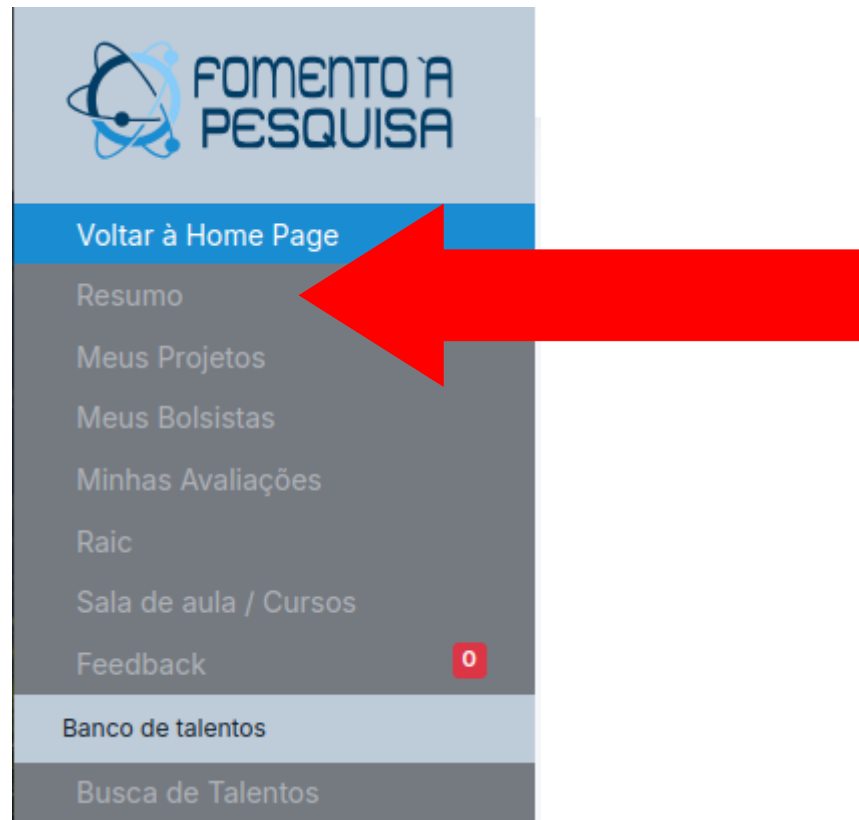 FOMENTO `A
PESQUISA
Voltar à Home Page
Resumo
Meus Projetos
Meus Bolsistas
Minhas Avaliações
Raic
Sala de aula / Cursos
Feedback 0
Banco de talentos
Busca de Talentos